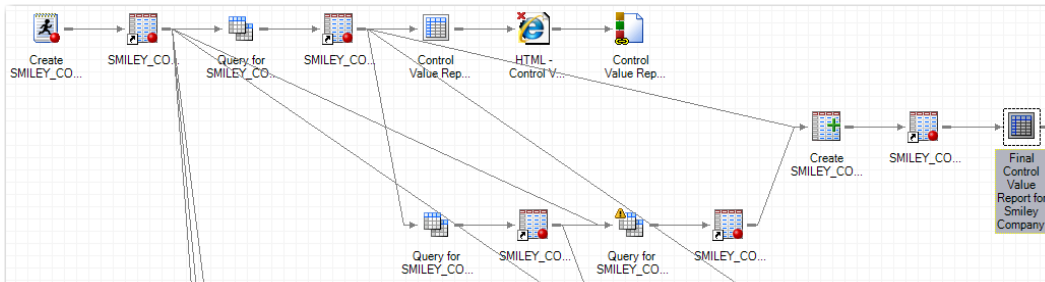 Create
SMILEY_CO...
SMILEY_CO...
Query for
SMILEY_CO...
SMILEY_CO...
Control
Value Rep...
HTML -
Control V...
Control
Value Rep...
Create
SMILEY_CO...
SMILEY_CO...
Final
Control
Value
Report for
Smiley
Company
Query for
SMILEY_CO...
SMILEY_CO...
Query for
SMILEY_CO...
SMILEY_CO...